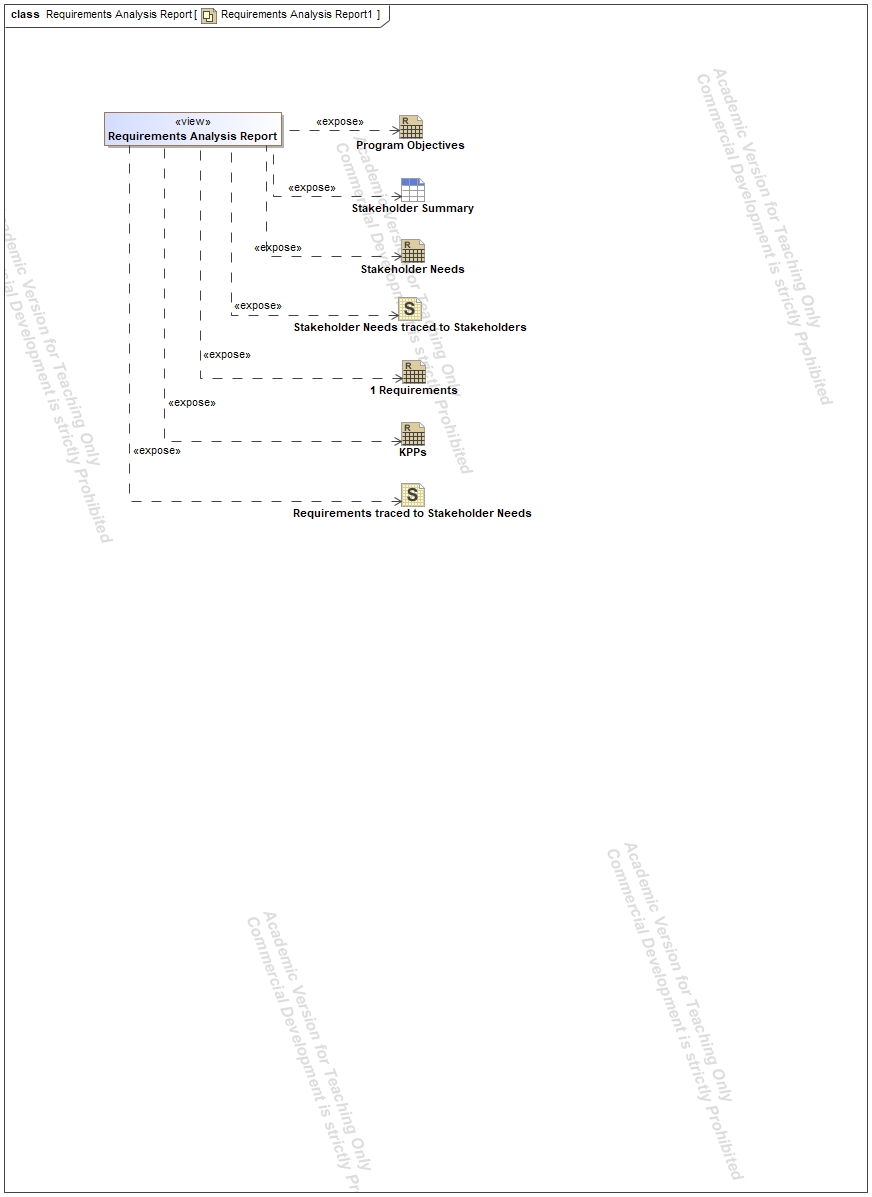 class Requirements Analysis Report [ Requirements Analysis Report1 ]
«view»
Requirements Analysis Report
«expose»
R
Program Objectives
«expose»
Stakeholder Summary
«expose»
R
Stakeholder Needs
«expose»
S
Stakeholder Needs traced to Stakeholders
«expose»
R
1 Requirements
«expose»
R
KPPs
«expose»
S
Requirements traced to Stakeholder Needs
Academic Version for Teaching Only
Commercial Development is strictly Prohibited
Academic Version for Teaching Only
Commercial Development is strictly Prohibited
ademic Version for Teaching Only
cial Development is strictly Prohibited
Academic Version for Teaching Only
Commercial Development is strictly Prohibited
Academic Version for Teaching Only
Commercial Development is strictly Pr